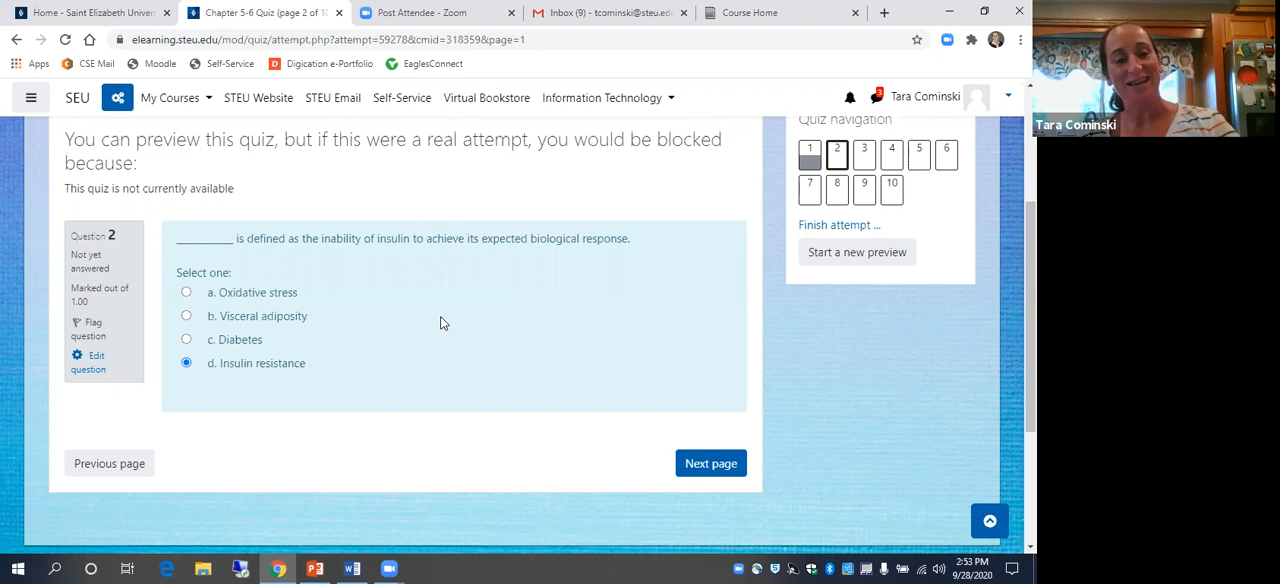 Home - Saint Elizabeth Univer
Chapter 5-6 Quiz (page 2 of 10
Post Attendee - Zoom
Inbox (9) - tcominski@steu.ed
Course Home
elearning.steu.edu/mod/quiz/attempt.php?attempt=59278&cmid=318359&page=1
Apps
CSE Mail
Moodle
Self-Service
Digication e-Portfolio
EaglesConnect
SEU
My Courses
STEU Website
STEU Email
Self-Service
Virtual Bookstore
Information Technology
3
Tara Cominski
Tara Cominski
You can preview this quiz, but if this were a real attempt, you would be blocked
because:
This quiz is not currently available
Question 2
Not yet
answered
Marked out of
1.00
Flag
question
Edit
question
__________ is defined as the inability of insulin to achieve its expected biological response.
Select one:
a. Oxidative stress
b. Visceral adiposity
c. Diabetes
d. Insulin resistance
Previous page
Next page
Quiz navigation
1 2 3 4 5 6
7 8 9 10
Finish attempt ...
Start a new preview
2:53 PM
9/28/2020